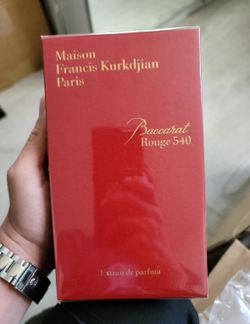 Maison
Francis Kurkdjian
Paris
Baccarat
Rouge 540
Extrait de parfum